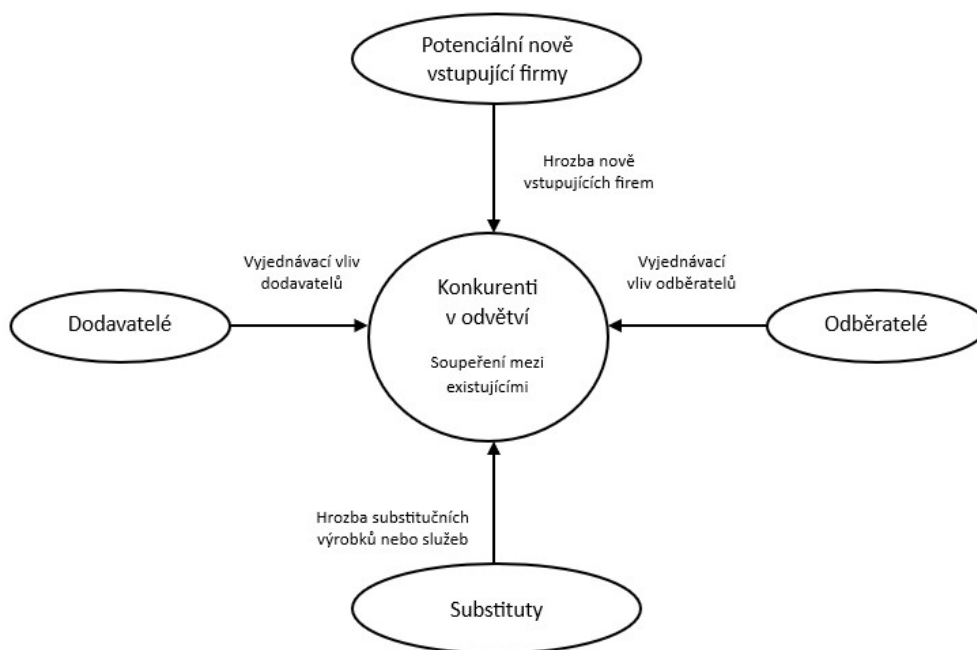 Potenciální nově
vstupující firmy
Hrozba nově
vstupujících firem
Vyjednávací vliv
dodavatelů
Vyjednávací
vliv odběratelů
Dodavatelé
Konkurenti
v odvětví
Soupeření mezi
existujícími
Odběratelé
Hrozba substitučních
výrobků nebo služeb
Substituty